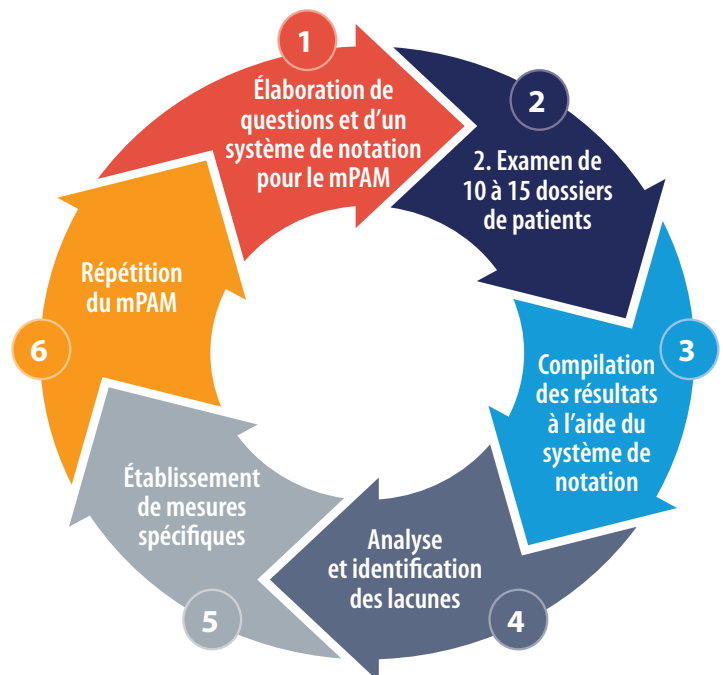 1
Élaboration de
questions et d'un
système de notation
pour le mPAM
2
2. Examen de
10 à 15 dossiers
de patients
3
Compilation
des résultats
à l'aide du
système de
notation
4
Analyse
et identification
des lacunes
5
Établissement
de mesures
spécifiques
6
Répétition
du mPAM